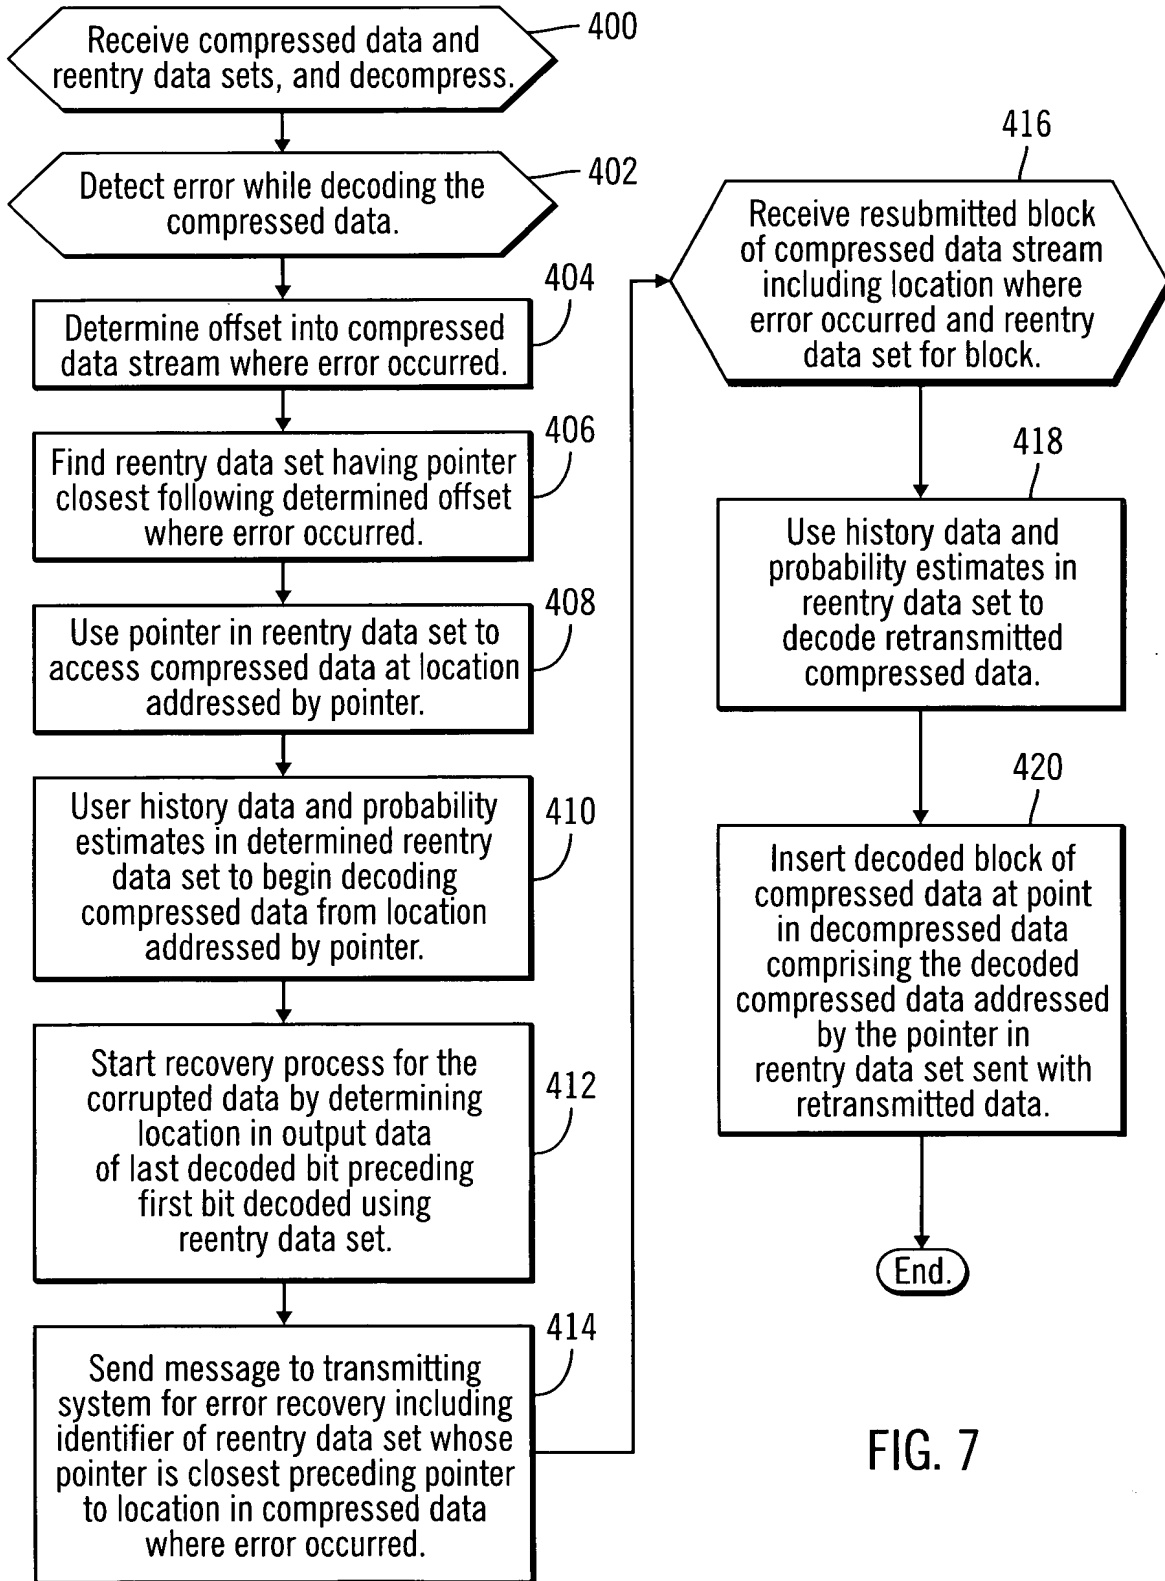 400
Receive compressed data and
reentry data sets, and decompress.
402
Detect error while decoding the
compressed data.
404
Determine offset into compressed
data stream where error occurred.
406
Find reentry data set having pointer
closest following determined offset
where error occurred.
408
Use pointer in reentry data set to
access compressed data at location
addressed by pointer.
410
User history data and probability
estimates in determined reentry
data set to begin decoding
compressed data from location
addressed by pointer.
412
Start recovery process for the
corrupted data by determining
location in output data
of last decoded bit preceding
first bit decoded using
reentry data set.
414
Send message to transmitting
system for error recovery including
identifier of reentry data set whose
pointer is closest preceding pointer
to location in compressed data
where error occurred.
416
Receive resubmitted block
of compressed data stream
including location where
error occurred and reentry
data set for block.
418
Use history data and
probability estimates in
reentry data set to
decode retransmitted
compressed data.
420
Insert decoded block of
compressed data at point
in decompressed data
comprising the decoded
compressed data addressed
by the pointer in
reentry data set sent with
retransmitted data.
End.
FIG. 7